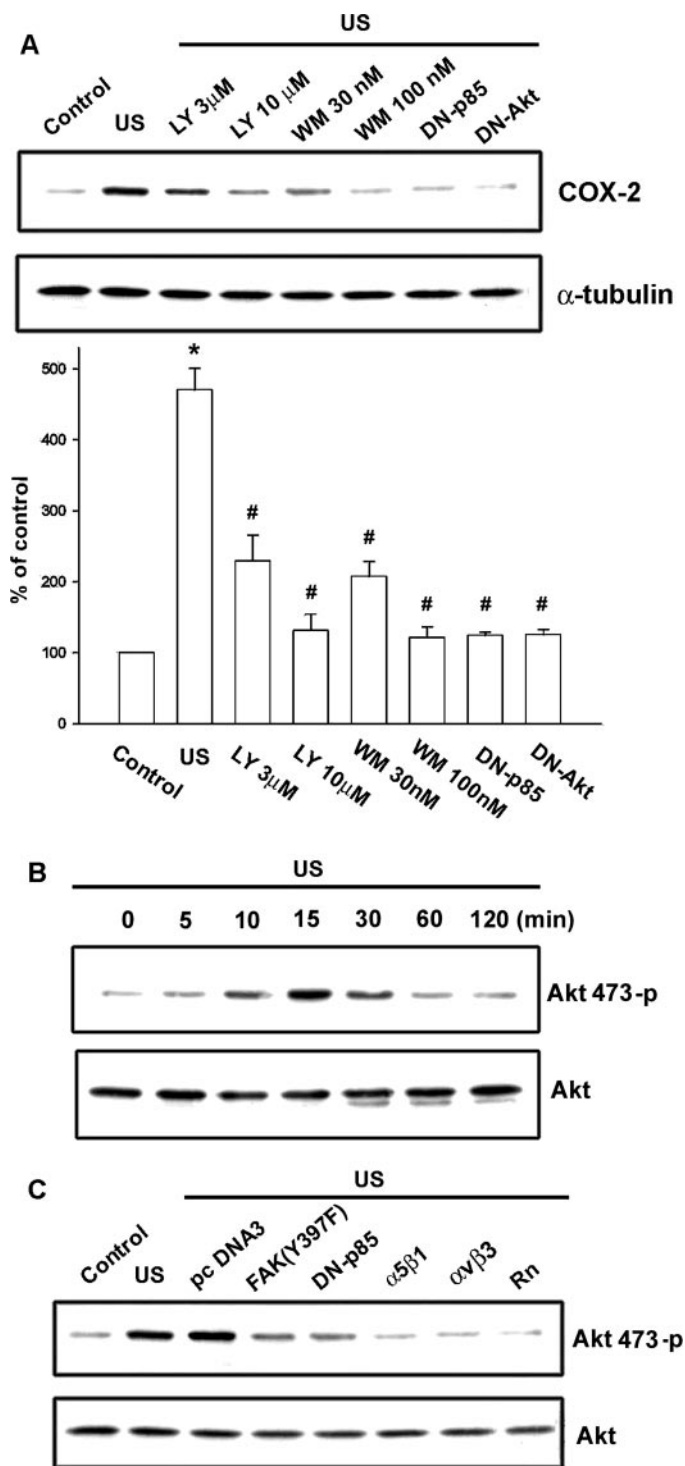 A
US
Control US LY 3μM LY 10 μM WM 30 nM WM 100 nM DN-p85 DN-Akt
COX-2
α-tubulin
% of control
500
400
300
200
100
0
*
#
#
#
#
#
#
Control US LY 3μM LY 10μM WM 30nM WM 100nM DN-p85 DN-Akt
B
US
0 5 10 15 30 60 120 (min)
Akt 473-p
Akt
C
US
Control US pc DNA3 FAK(Y397F) DN-p85 α5β1 αvβ3 Rn
Akt 473-p
Akt